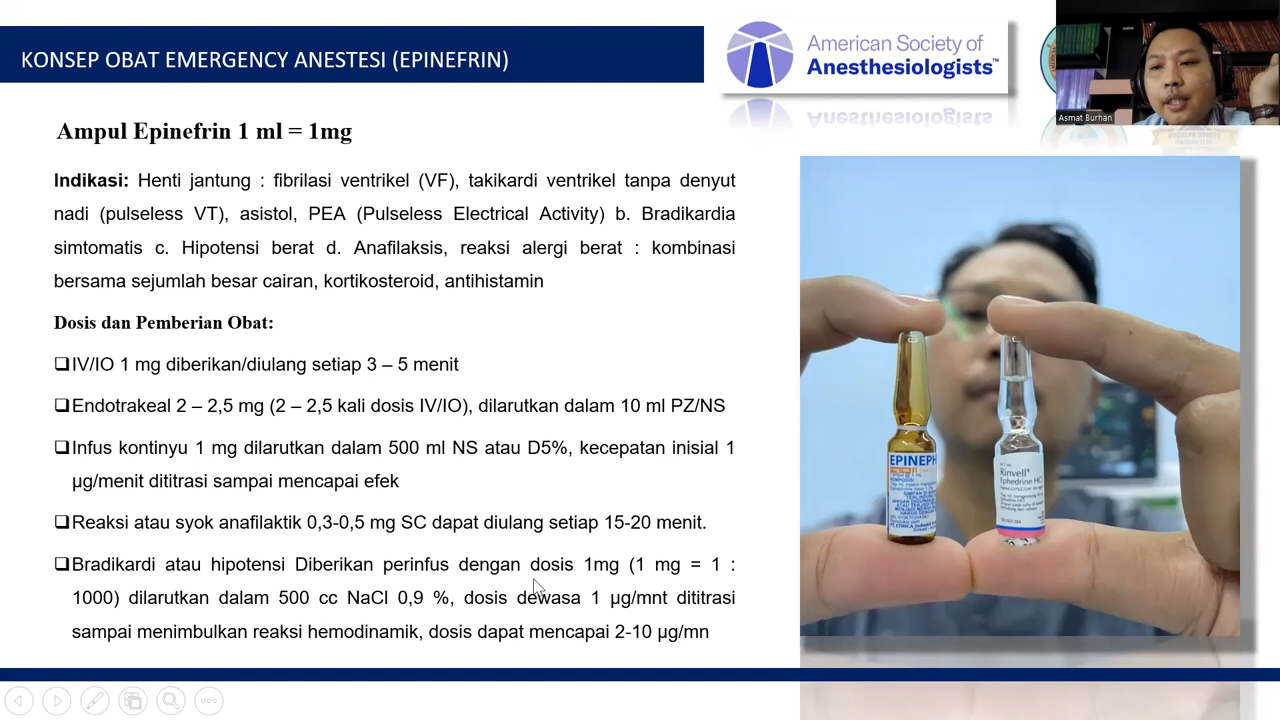 KONSEP OBAT EMERGENCY ANESTESI (EPINEFRIN)
American Society of
Anesthesiologists™
Asmat Burhan
Ampul Epinefrin 1 ml = 1mg
Indikasi: Henti jantung : fibrilasi ventrikel (VF), takikardi ventrikel tanpa denyut
nadi (pulseless VT), asistol, PEA (Pulseless Electrical Activity) b. Bradikardia
simtomatis c. Hipotensi berat d. Anafilaksis, reaksi alergi berat : kombinasi
bersama sejumlah besar cairan, kortikosteroid, antihistamin
Dosis dan Pemberian Obat:
❑IV/IO 1 mg diberikan/diulang setiap 3 – 5 menit
❑Endotrakeal 2 – 2,5 mg (2 – 2,5 kali dosis IV/IO), dilarutkan dalam 10 ml PZ/NS
❑Infus kontinyu 1 mg dilarutkan dalam 500 ml NS atau D5%, kecepatan inisial 1
µg/menit dititrasi sampai mencapai efek
❑Reaksi atau syok anafilaktik 0,3-0,5 mg SC dapat diulang setiap 15-20 menit.
❑Bradikardi atau hipotensi Diberikan perinfus dengan dosis 1mg (1 mg = 1 :
1000) dilarutkan dalam 500 cc NaCl 0,9 %, dosis dewasa 1 µg/mnt dititrasi
sampai menimbulkan reaksi hemodinamik, dosis dapat mencapai 2-10 µg/mn
EPINEPH
KOMPOSISI
Rinvell®
Ephedrine HCl